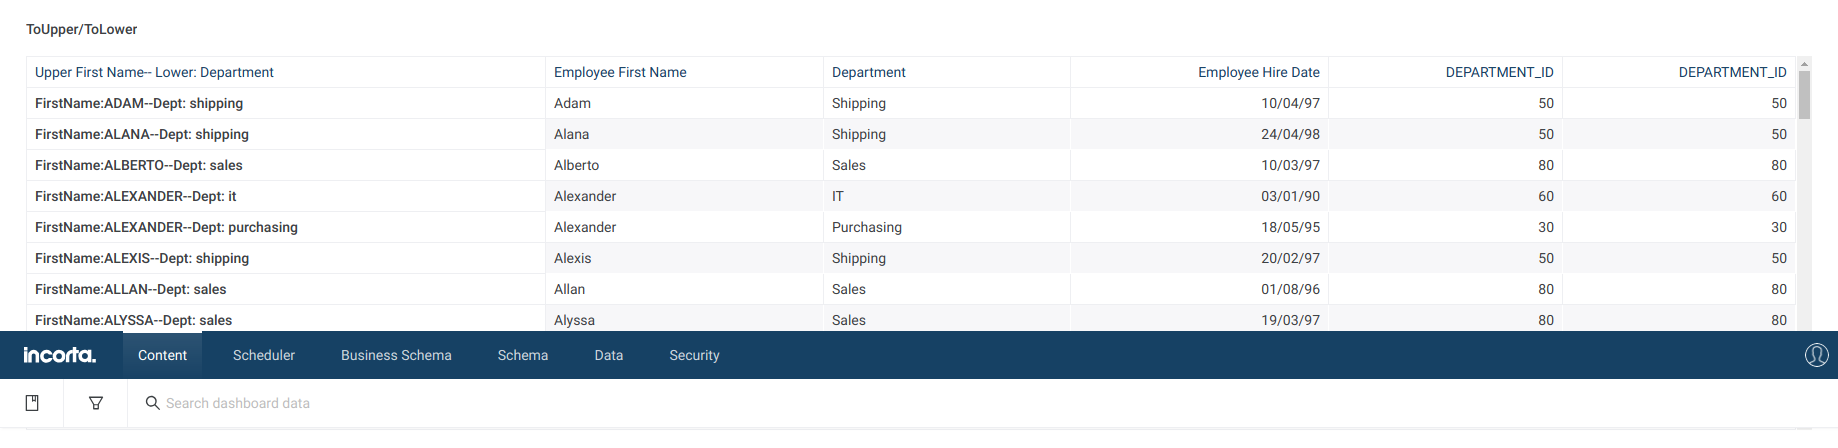 ToUpper/ToLower
Upper First Name-- Lower: Department Employee First Name Department Employee Hire Date DEPARTMENT_ID DEPARTMENT_ID
FirstName:ADAM--Dept: shipping Adam Shipping 10/04/97 50 50
FirstName:ALANA--Dept: shipping Alana Shipping 24/04/98 50 50
FirstName:ALBERTO--Dept: sales Alberto Sales 10/03/97 80 80
FirstName:ALEXANDER--Dept: it Alexander IT 03/01/90 60 60
FirstName:ALEXANDER--Dept: purchasing Alexander Purchasing 18/05/95 30 30
FirstName:ALEXIS--Dept: shipping Alexis Shipping 20/02/97 50 50
FirstName:ALLAN--Dept: sales Allan Sales 01/08/96 80 80
FirstName:ALYSSA--Dept: sales Alyssa Sales 19/03/97 80 80
incorta. Content Scheduler Business Schema Schema Data Security
Search dashboard data